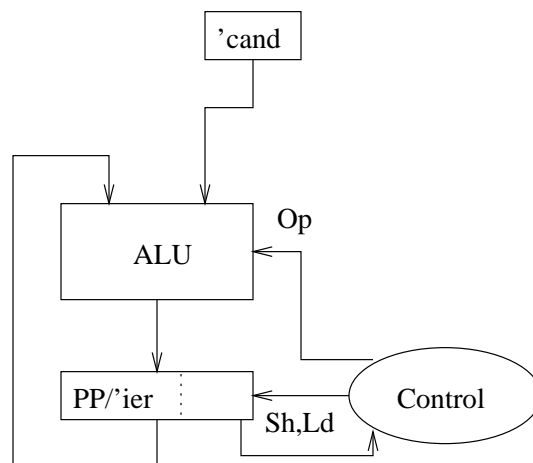 ’cand
Op
ALU
PP/’ier
Control
Sh,Ld